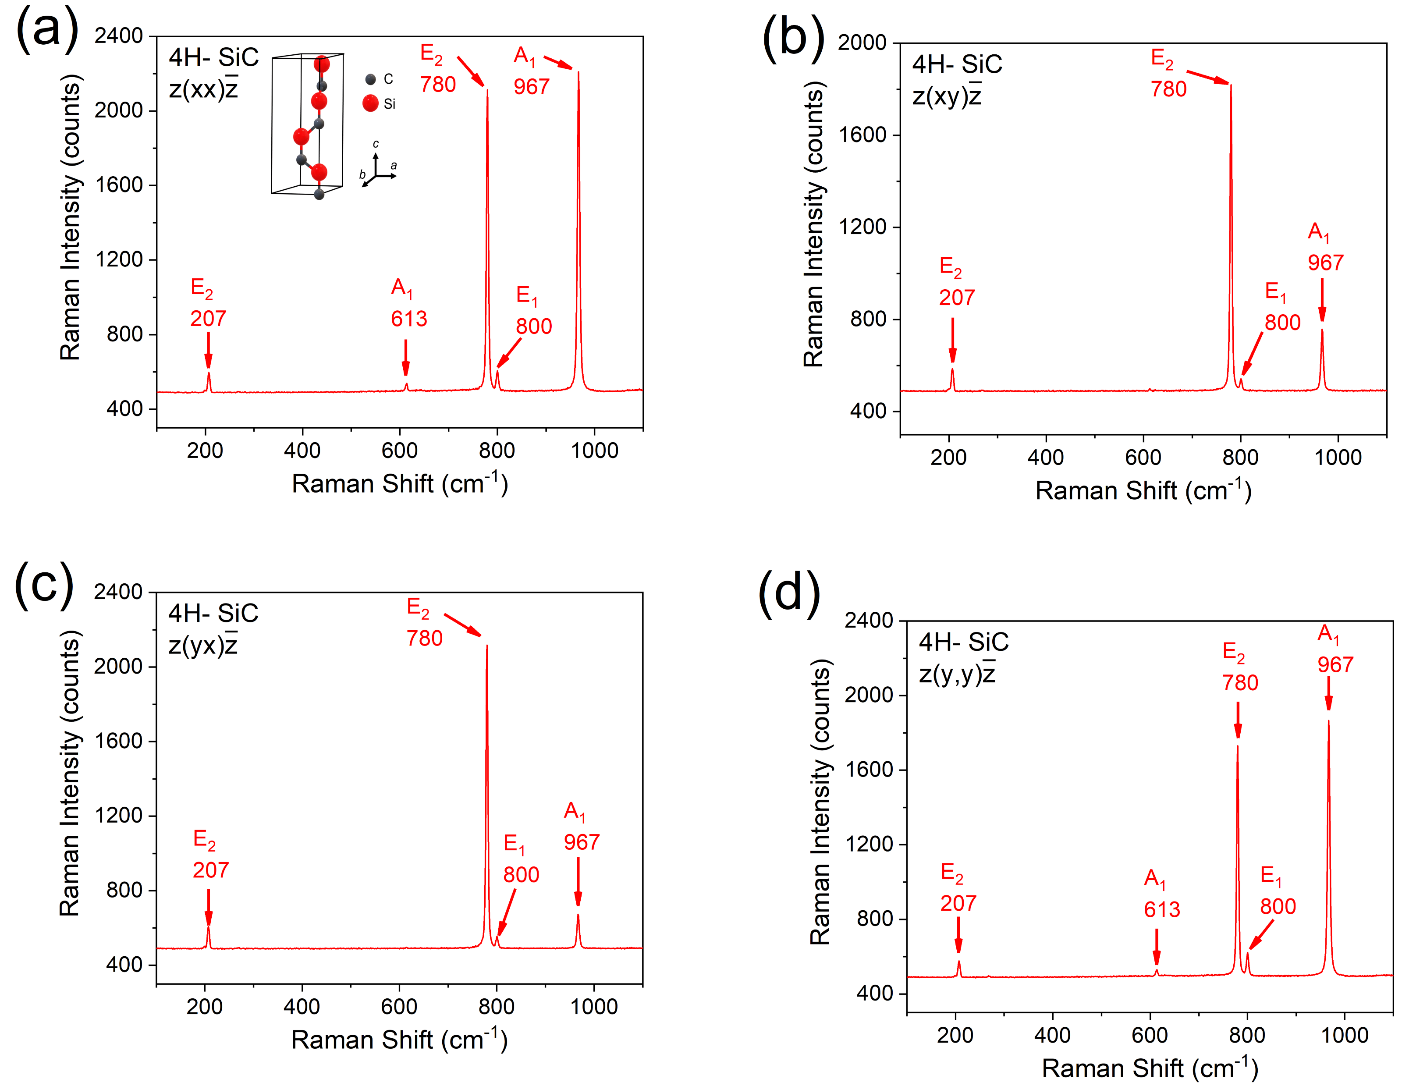 (a)
4H- SiC
z(xx)z̅
C
Si
c
b
a
E₂
780
A₁
967
E₂
207
A₁
613
E₁
800
2400
2000
1600
1200
800
400
Raman Intensity (counts)
200 400 600 800 1000
Raman Shift (cm⁻¹)
(b)
4H- SiC
z(xy)z̅
E₂
780
E₂
207
E₁
800
A₁
967
2000
1600
1200
800
400
Raman Intensity (counts)
200 400 600 800 1000
Raman Shift (cm⁻¹)
(c)
4H- SiC
z(yx)z̅
E₂
780
E₂
207
E₁
800
A₁
967
2400
2000
1600
1200
800
400
Raman Intensity (counts)
200 400 600 800 1000
Raman Shift (cm⁻¹)
(d)
4H- SiC
z(y,y)z̅
E₂
780
A₁
967
E₂
207
A₁
613
E₁
800
2400
2000
1600
1200
800
400
Raman Intensity (counts)
200 400 600 800 1000
Raman Shift (cm⁻¹)